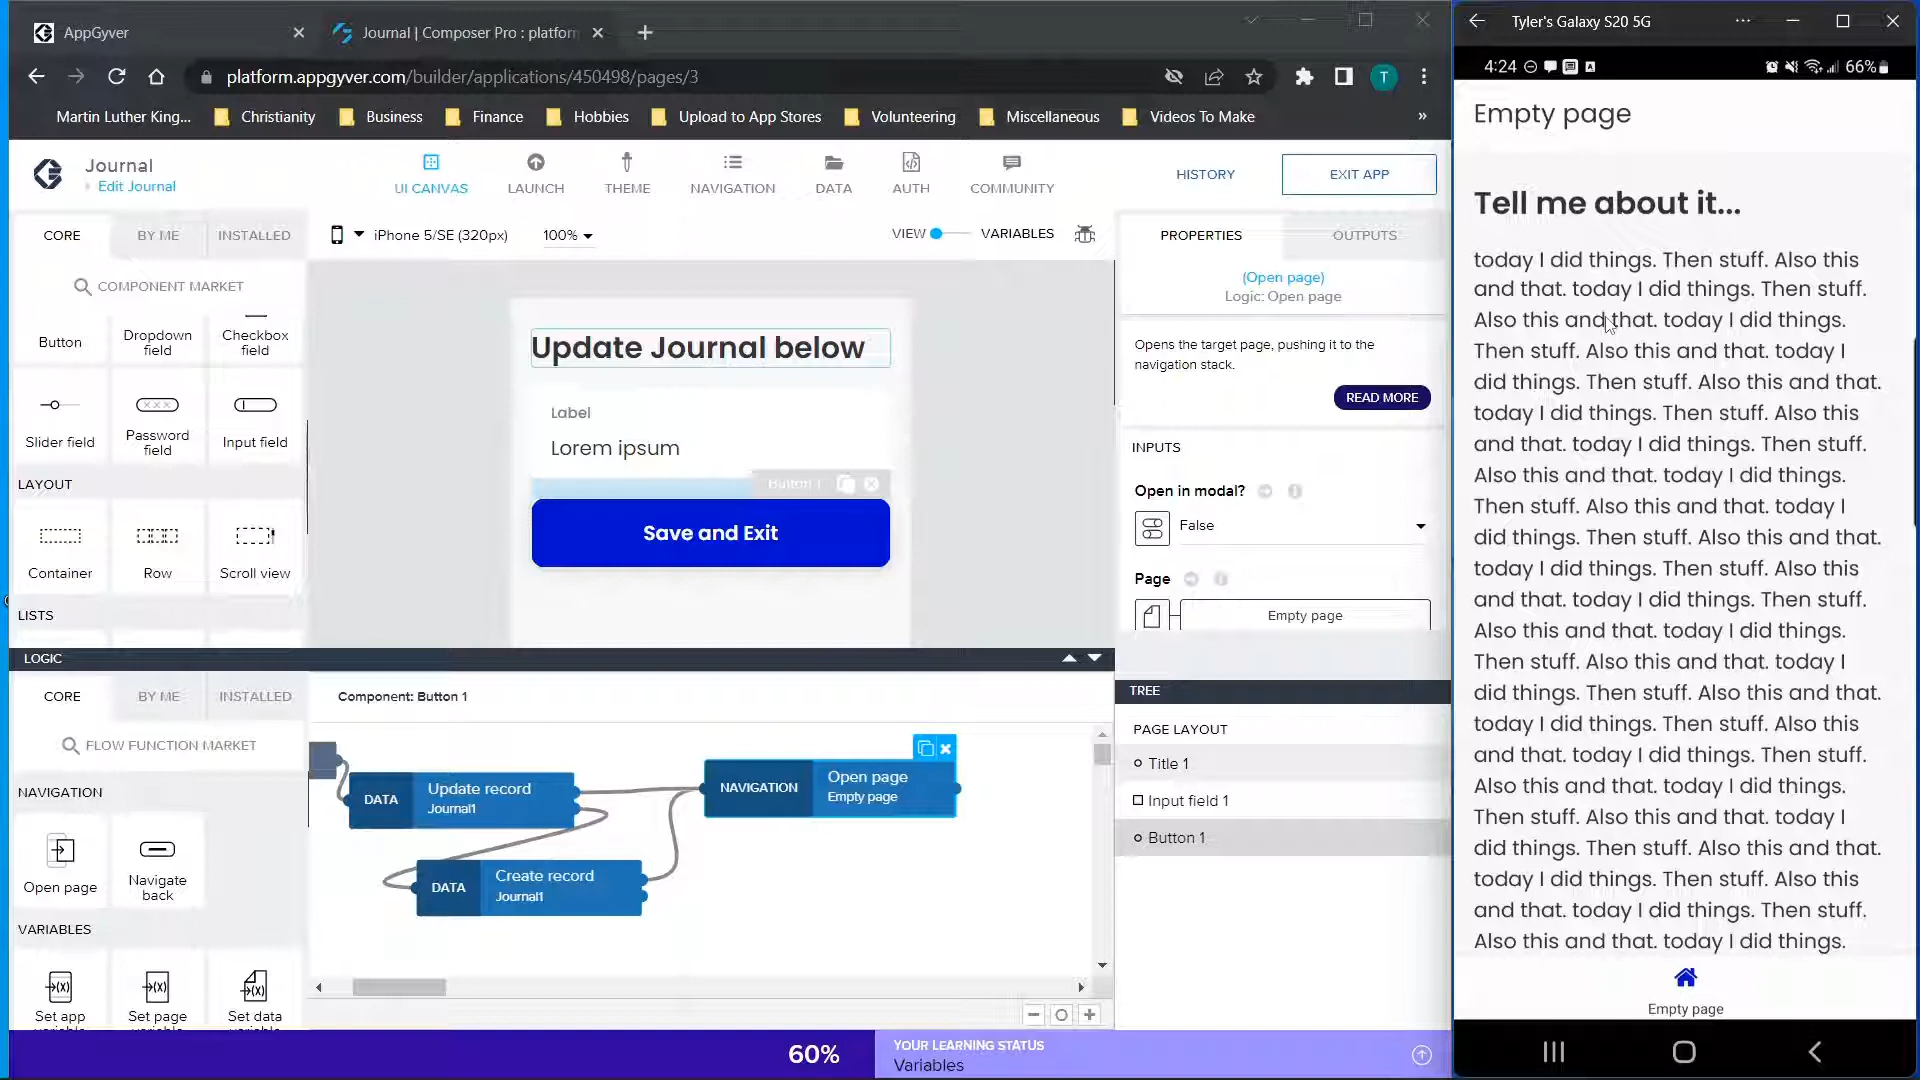 AppGyver
Journal | Composer Pro : platfor
Tyler's Galaxy S20 5G
platform.appgyver.com/builder/applications/450498/pages/3
T
Martin Luther King...
Christianity
Business
Finance
Hobbies
Upload to App Stores
Volunteering
Miscellaneous
Videos To Make
»
Journal
Edit Journal
UI CANVAS
LAUNCH
THEME
NAVIGATION
DATA
AUTH
COMMUNITY
HISTORY
EXIT APP
CORE
BY ME
INSTALLED
iPhone 5/SE (320px)
100%
VIEW
VARIABLES
PROPERTIES
OUTPUTS
COMPONENT MARKET
Button
Dropdown
field
Checkbox
field
Slider field
Password
field
Input field
LAYOUT
Container
Row
Scroll view
LISTS
Update Journal below
Label
Lorem ipsum
Button 1
Save and Exit
(Open page)
Logic: Open page
Opens the target page, pushing it to the
navigation stack.
READ MORE
INPUTS
Open in modal?
False
Page
Empty page
LOGIC
CORE
BY ME
INSTALLED
Component: Button 1
FLOW FUNCTION MARKET
NAVIGATION
Open page
Navigate
back
VARIABLES
Set app
variable
Set page
variable
Set data
variable
DATA
Update record
Journal1
DATA
Create record
Journal1
NAVIGATION
Open page
Empty page
TREE
PAGE LAYOUT
Title 1
Input field 1
Button 1
60%
YOUR LEARNING STATUS
Variables
4:24
66%
Empty page
Tell me about it...
today I did things. Then stuff. Also this
and that. today I did things. Then stuff.
Also this and that. today I did things.
Then stuff. Also this and that. today I
did things. Then stuff. Also this and that.
today I did things. Then stuff. Also this
and that. today I did things. Then stuff.
Also this and that. today I did things.
Then stuff. Also this and that. today I
did things. Then stuff. Also this and that.
today I did things. Then stuff. Also this
and that. today I did things. Then stuff.
Also this and that. today I did things.
Then stuff. Also this and that. today I
did things. Then stuff. Also this and that.
today I did things. Then stuff. Also this
and that. today I did things. Then stuff.
Also this and that. today I did things.
Then stuff. Also this and that. today I
did things. Then stuff. Also this and that.
today I did things. Then stuff. Also this
and that. today I did things. Then stuff.
Also this and that. today I did things.
Empty page